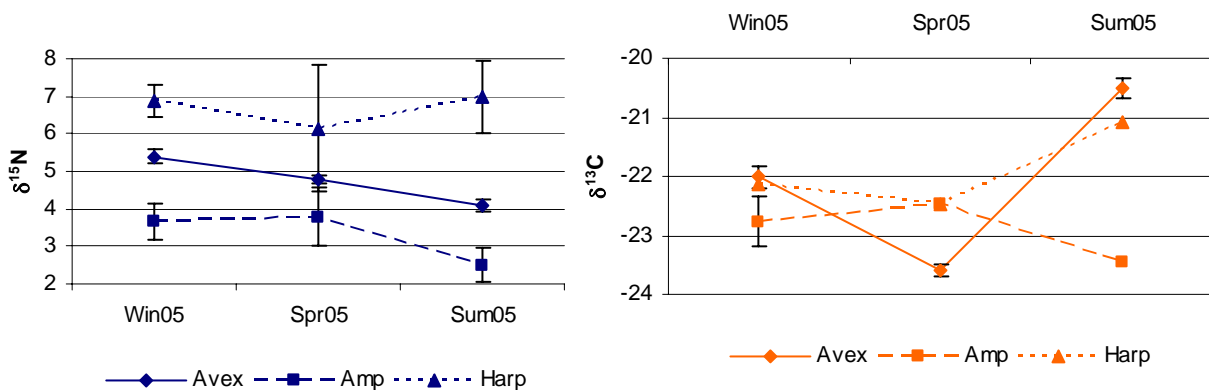 8
7
6
5
4
3
2
δ¹⁵N
Win05 Spr05 Sum05
Avex Amp Harp
Win05 Spr05 Sum05
-20
-21
-22
-23
-24
δ¹³C
Avex Amp Harp